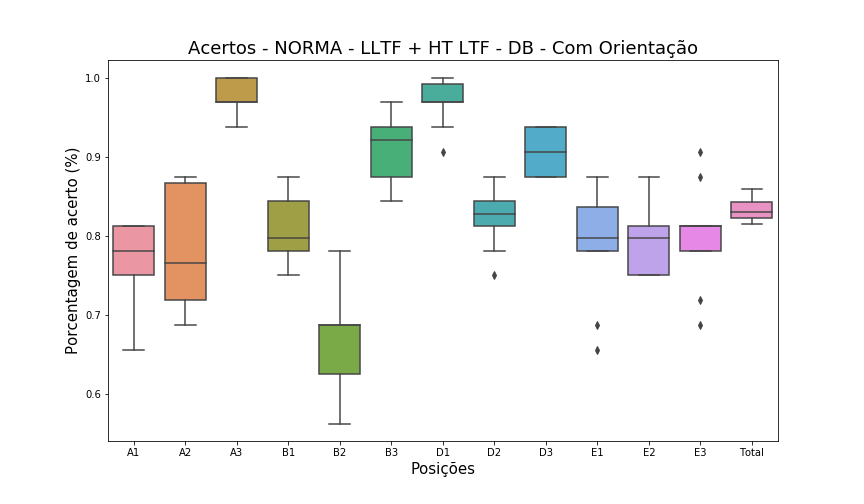 Acertos - NORMA - LLTF + HT LTF - DB - Com Orientação
Porcentagem de acerto (%)
1.0
0.9
0.8
0.7
0.6
A1 A2 A3 B1 B2 B3 D1 D2 D3 E1 E2 E3 Total
Posições